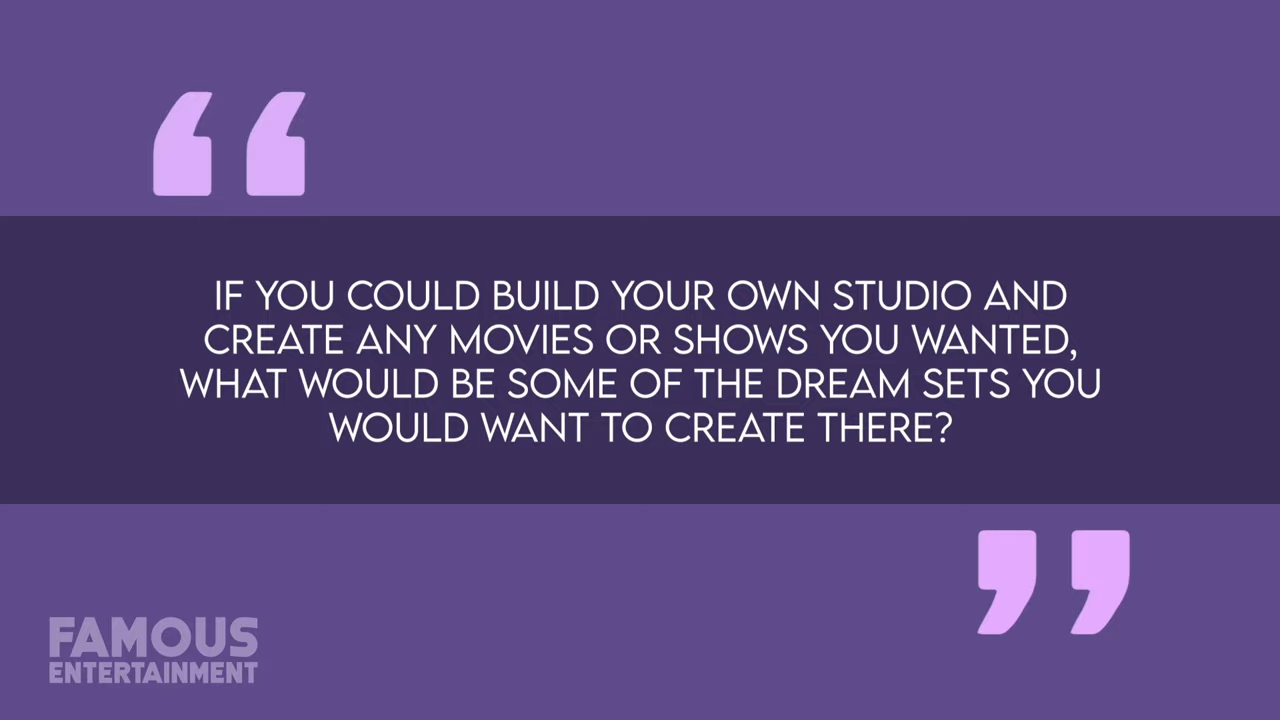 “
IF YOU COULD BUILD YOUR OWN STUDIO AND
CREATE ANY MOVIES OR SHOWS YOU WANTED,
WHAT WOULD BE SOME OF THE DREAM SETS YOU
WOULD WANT TO CREATE THERE?
”
FAMOUS
ENTERTAINMENT